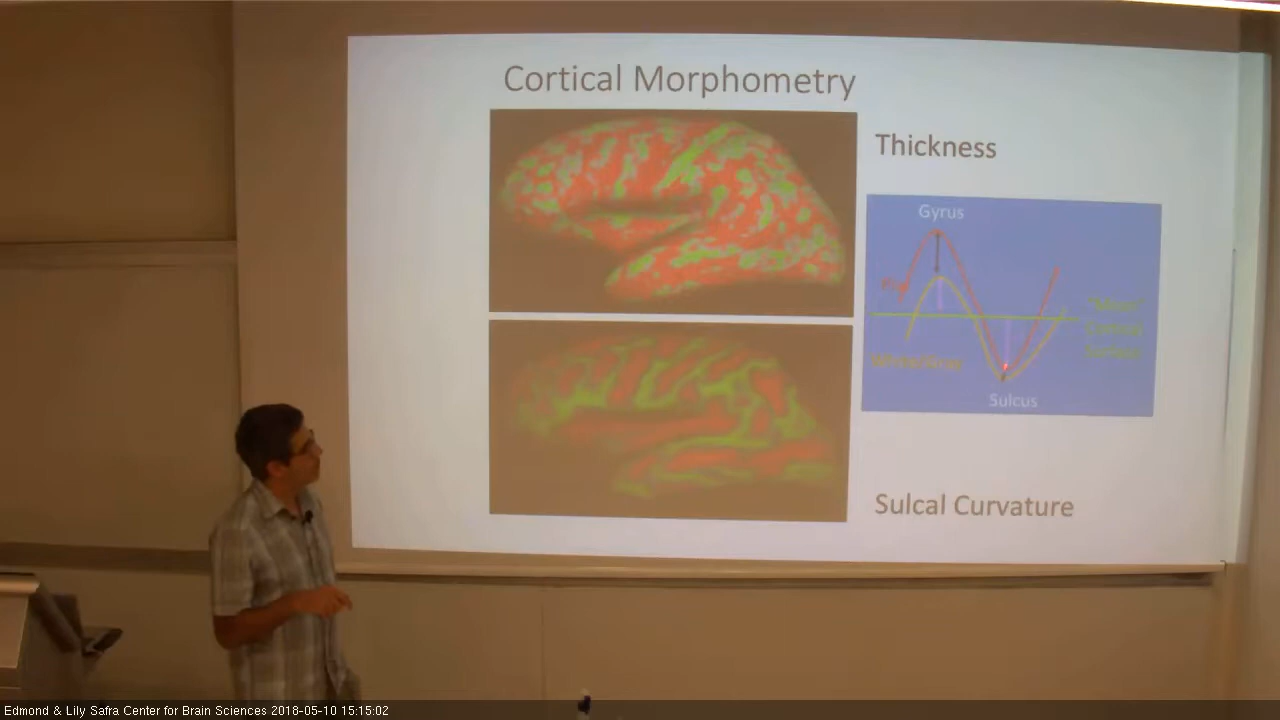 Cortical Morphometry
Thickness
Gyrus
"Mean"
Cortical
Surface
Sulcus
Sulcal Curvature
Edmond & Lily Safra Center for Brain Sciences 2018-05-10 15:15:02